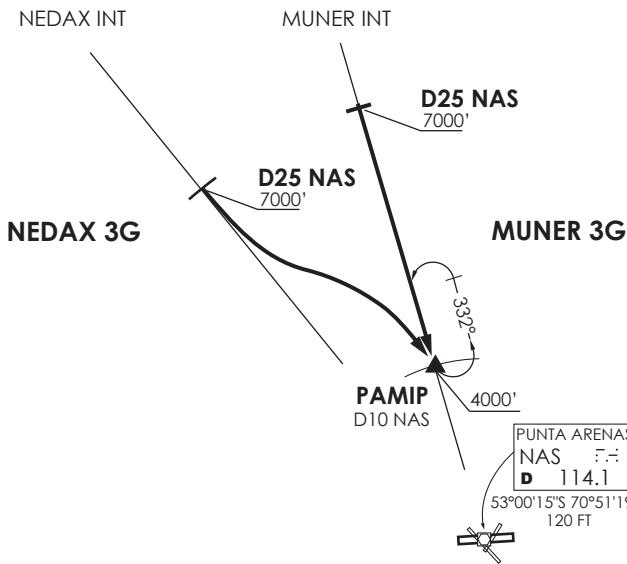 NEDAX INT
MUNER INT
D25 NAS
7000'
D25 NAS
7000'
NEDAX 3G
MUNER 3G
332°
PAMIP
D10 NAS
4000'
PUNTA ARENAS
NAS
D 114.1
53°00'15"S 70°51'1
120 FT